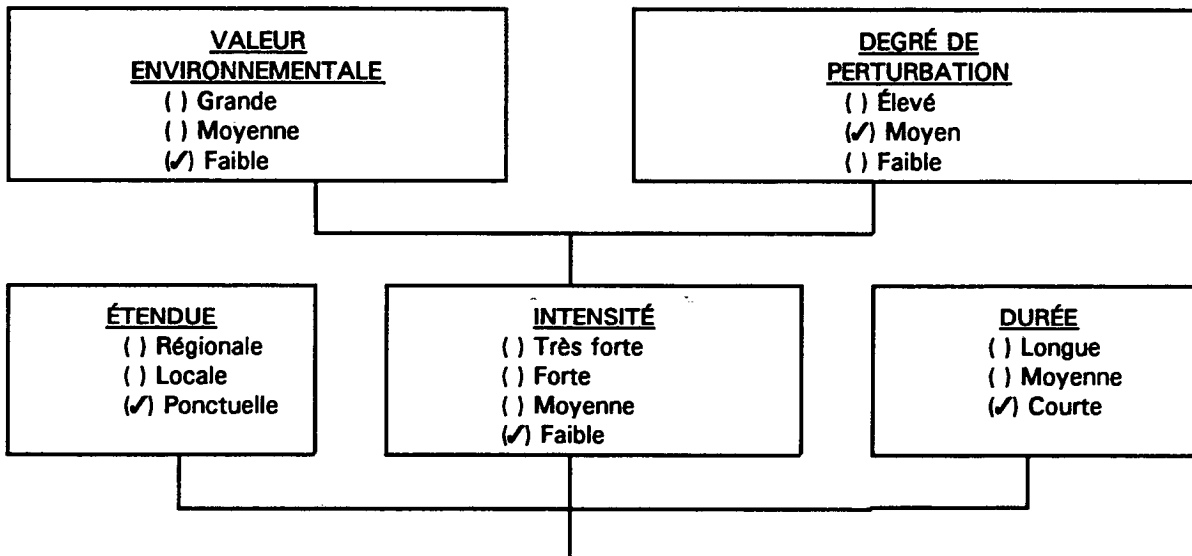 VALEUR
ENVIRONNEMENTALE
( ) Grande
( ) Moyenne
(✓) Faible
DEGRÉ DE
PERTURBATION
( ) Élevé
(✓) Moyen
( ) Faible
ÉTENDUE
( ) Régionale
( ) Locale
(✓) Ponctuelle
INTENSITÉ
( ) Très forte
( ) Forte
( ) Moyenne
(✓) Faible
DURÉE
( ) Longue
( ) Moyenne
(✓) Courte